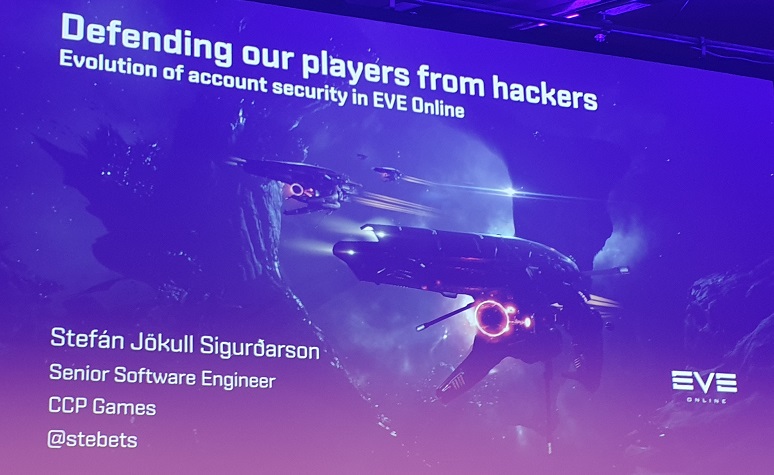 Defending our players from hackers
Evolution of account security in EVE Online
Stefán Jökull Sigurðarson
Senior Software Engineer
CCP Games
@stebets
EVE
ONLINE